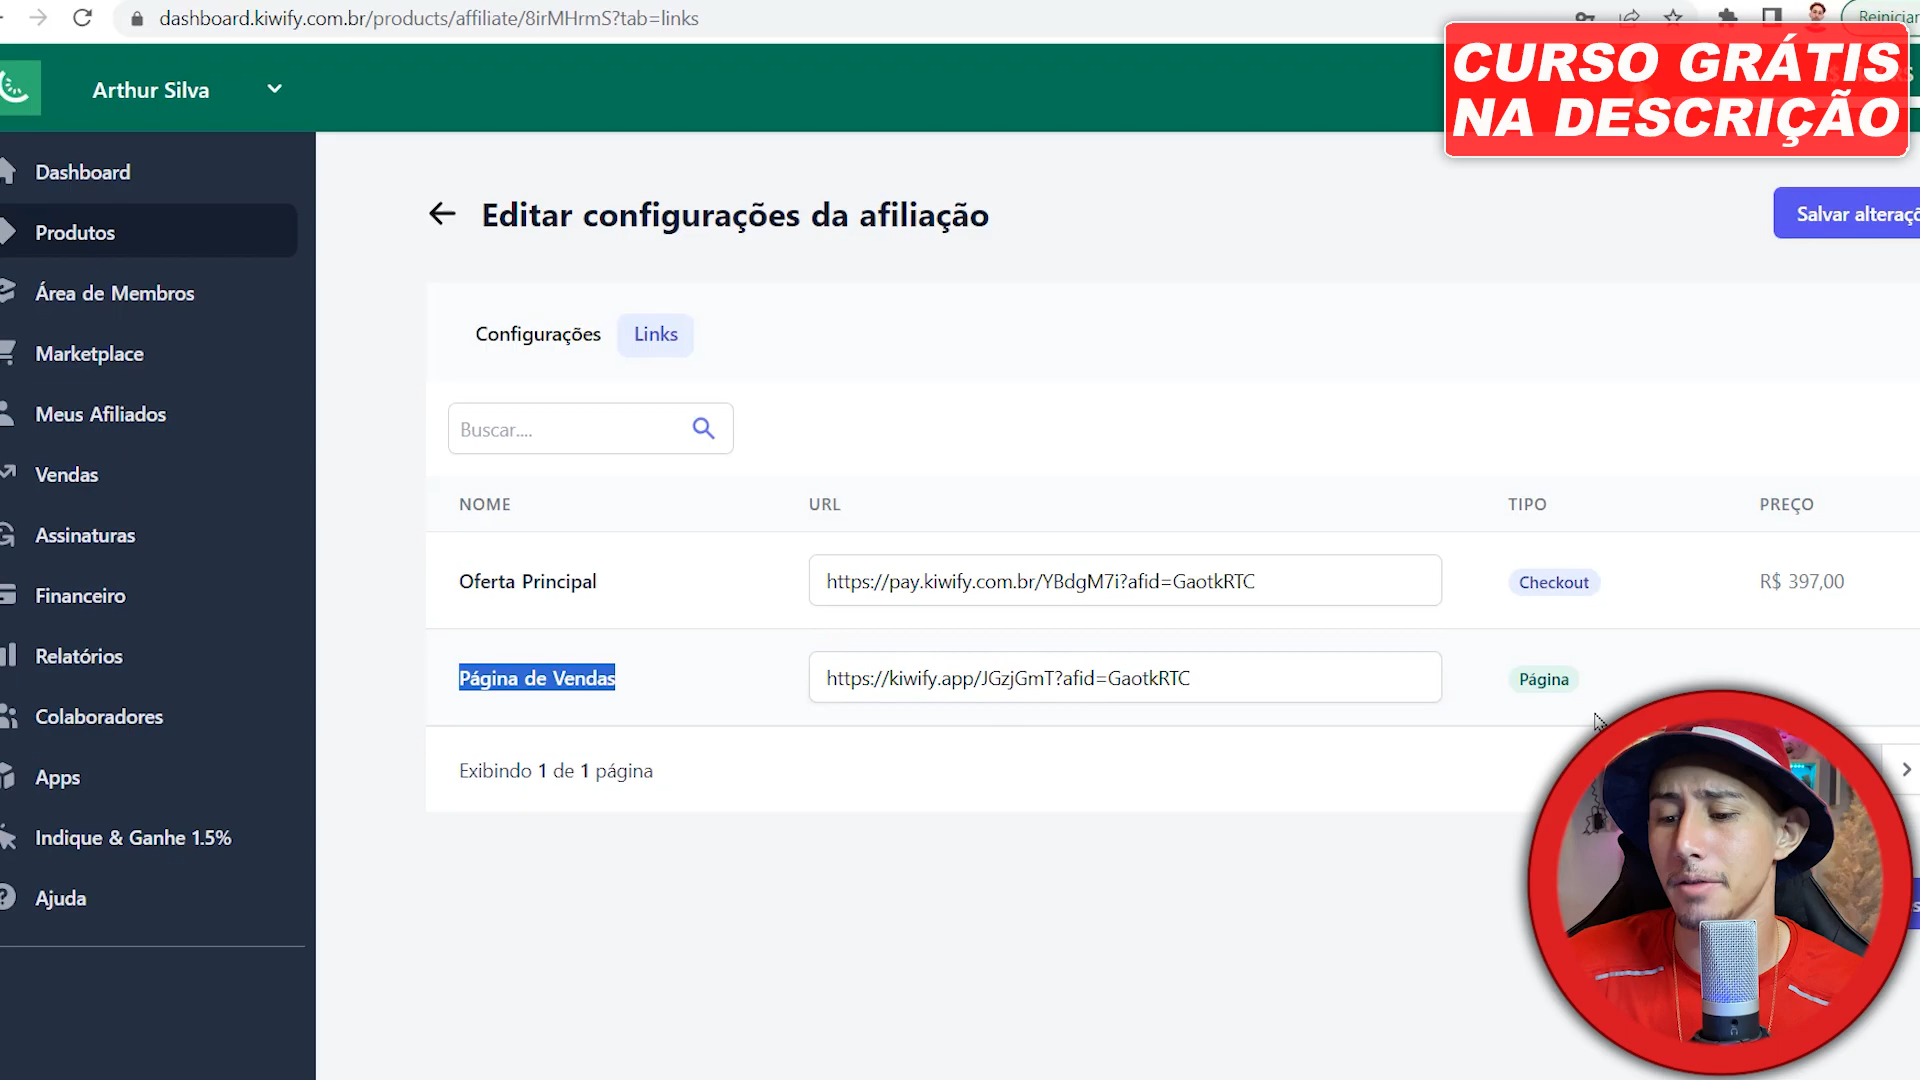 dashboard.kiwify.com.br/products/affiliate/8irMHrmS?tab=links
Reiniciar
CURSO GRÁTIS
NA DESCRIÇÃO
Arthur Silva
Dashboard
Produtos
Área de Membros
Marketplace
Meus Afiliados
Vendas
Assinaturas
Financeiro
Relatórios
Colaboradores
Apps
Indique & Ganhe 1.5%
Ajuda
Editar configurações da afiliação
Salvar alteraçõ
Configurações
Links
Buscar....
NOME URL TIPO PREÇO
Oferta Principal https://pay.kiwify.com.br/YBdgM7i?afid=GaotkRTC Checkout R$ 397,00
Página de Vendas https://kiwify.app/JGzjGmT?afid=GaotkRTC Página
Exibindo 1 de 1 página